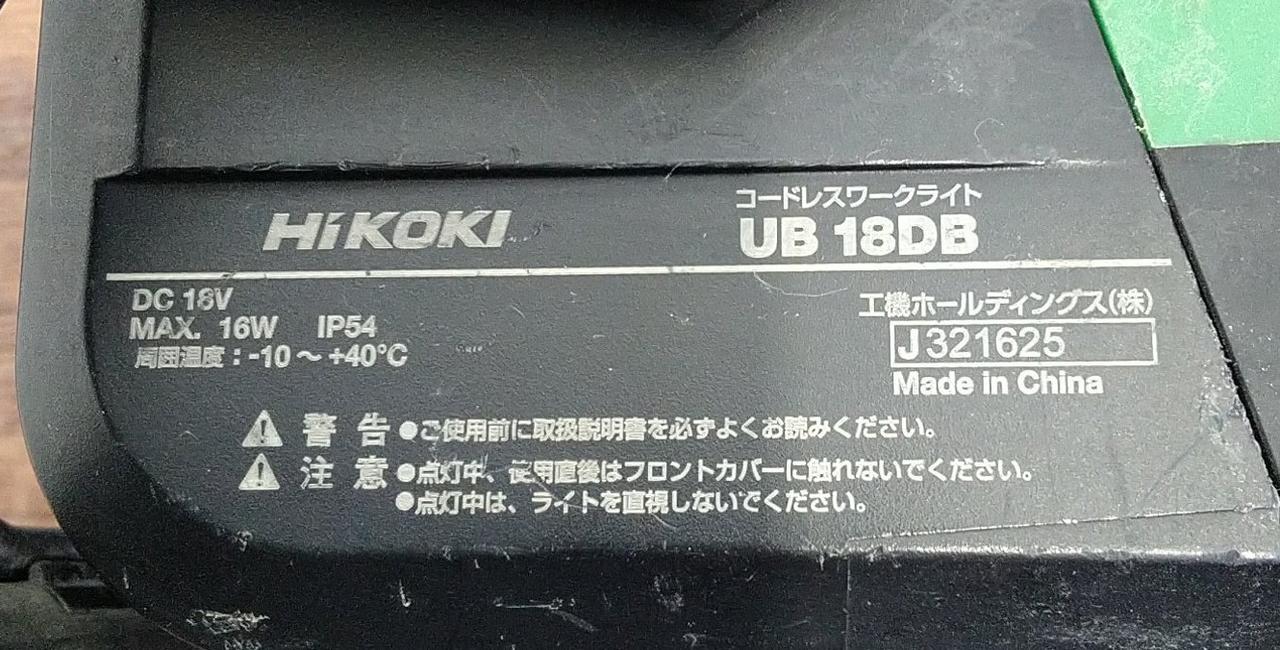 HiKOKI
コードレスワークライト
UB 18DB
DC 18V
MAX. 16W IP54
周囲温度：-10～+40℃
工機ホールディングス(株)
J321625
Made in China
警告 ●ご使用前に取扱説明書を必ずよくお読みください。
注意 ●点灯中、使用直後はフロントカバーに触れないでください。
●点灯中は、ライトを直視しないでください。